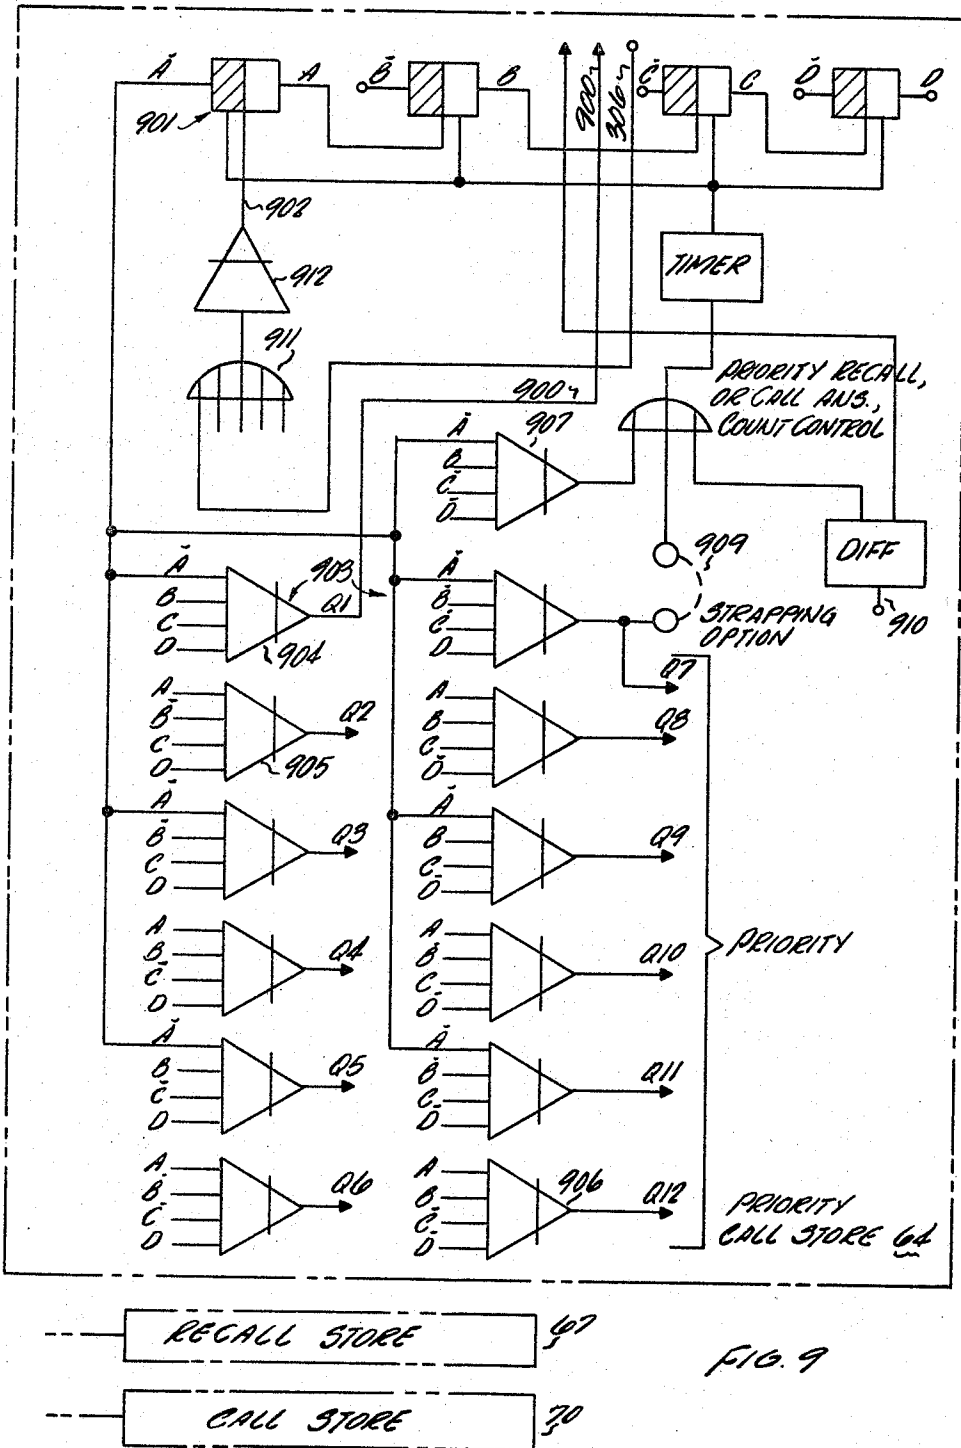 Ā A B̄ B 900 306 C̄ C D̄ D
901
902
TIMER
912
911
PRIORITY RECALL,
OR CALL ANS.,
COUNT CONTROL
900
Ā 907
B
C̄
D̄
909
DIFF
910
STRAPPING
OPTION
Ā
B
C
D
903
Q1
904
Ā
B̄
C
D
Q7
A
B̄
C
D
Q2
905
A
B
C
D̄
Q8
Ā
B̄
C
D
Q3
Ā
B
C
D̄
Q9
A
B
C̄
D
Q4
A
B̄
C
D̄
Q10
PRIORITY
Ā
B
C̄
D
Q5
Ā
B̄
C
D̄
Q11
A
B̄
C̄
D
Q6
A
B
C̄
D̄
906
Q12
PRIORITY
CALL STORE 64
RECALL STORE 67
FIG. 9
CALL STORE 70